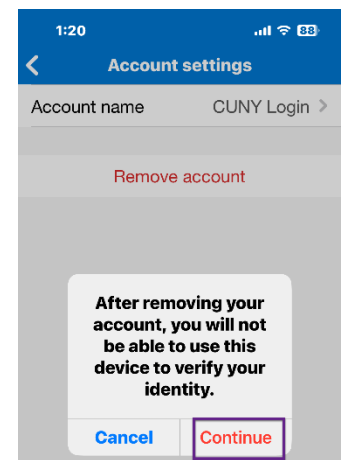 1:20 88
Account settings
Account name CUNY Login >
Remove account
After removing your
account, you will not
be able to use this
device to verify your
identity.
Cancel Continue